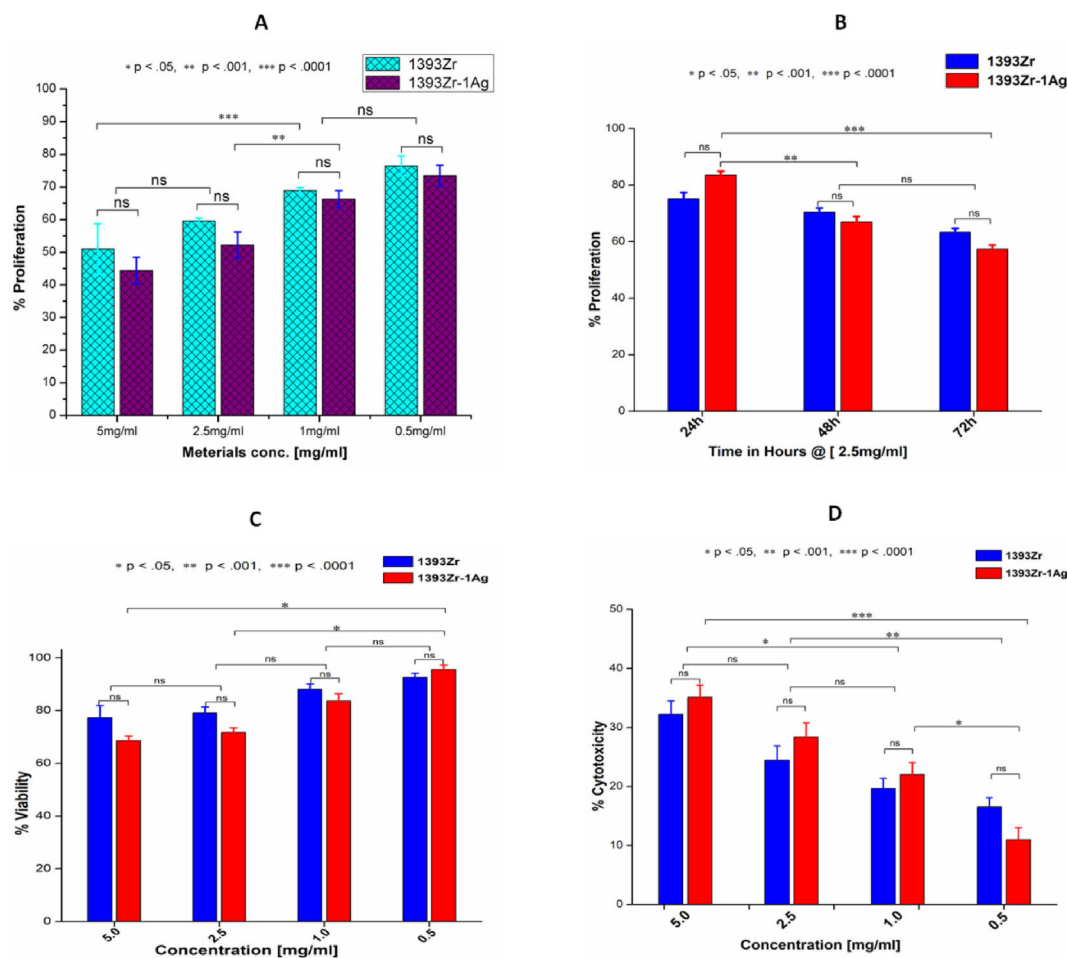 A
* p < .05, ** p < .001, *** p < .0001
1393Zr
1393Zr-1Ag
% Proliferation
100
90
80
70
60
50
40
30
20
10
0
ns
ns
***
**
ns
ns
ns
ns
5mg/ml
2.5mg/ml
1mg/ml
0.5mg/ml
Meterials conc. [mg/ml]
B
1393Zr
1393Zr-1Ag
* p < .05, ** p < .001, *** p < .0001
% Proliferation
100
80
60
40
20
0
ns
***
**
ns
ns
ns
24h
48h
72h
Time in Hours @ [ 2.5mg/ml]
C
* p < .05, ** p < .001, *** p < .0001
1393Zr
1393Zr-1Ag
% Viability
100
80
60
40
20
0
*
*
ns
ns
ns
ns
ns
ns
ns
5.0
2.5
1.0
0.5
Concentration [mg/ml]
D
* p < .05, ** p < .001, *** p < .0001
1393Zr
1393Zr-1Ag
% Cytotoxicity
50
40
30
20
10
0
***
*
**
ns
ns
*
ns
ns
ns
ns
5.0
2.5
1.0
0.5
Concentration [mg/ml]